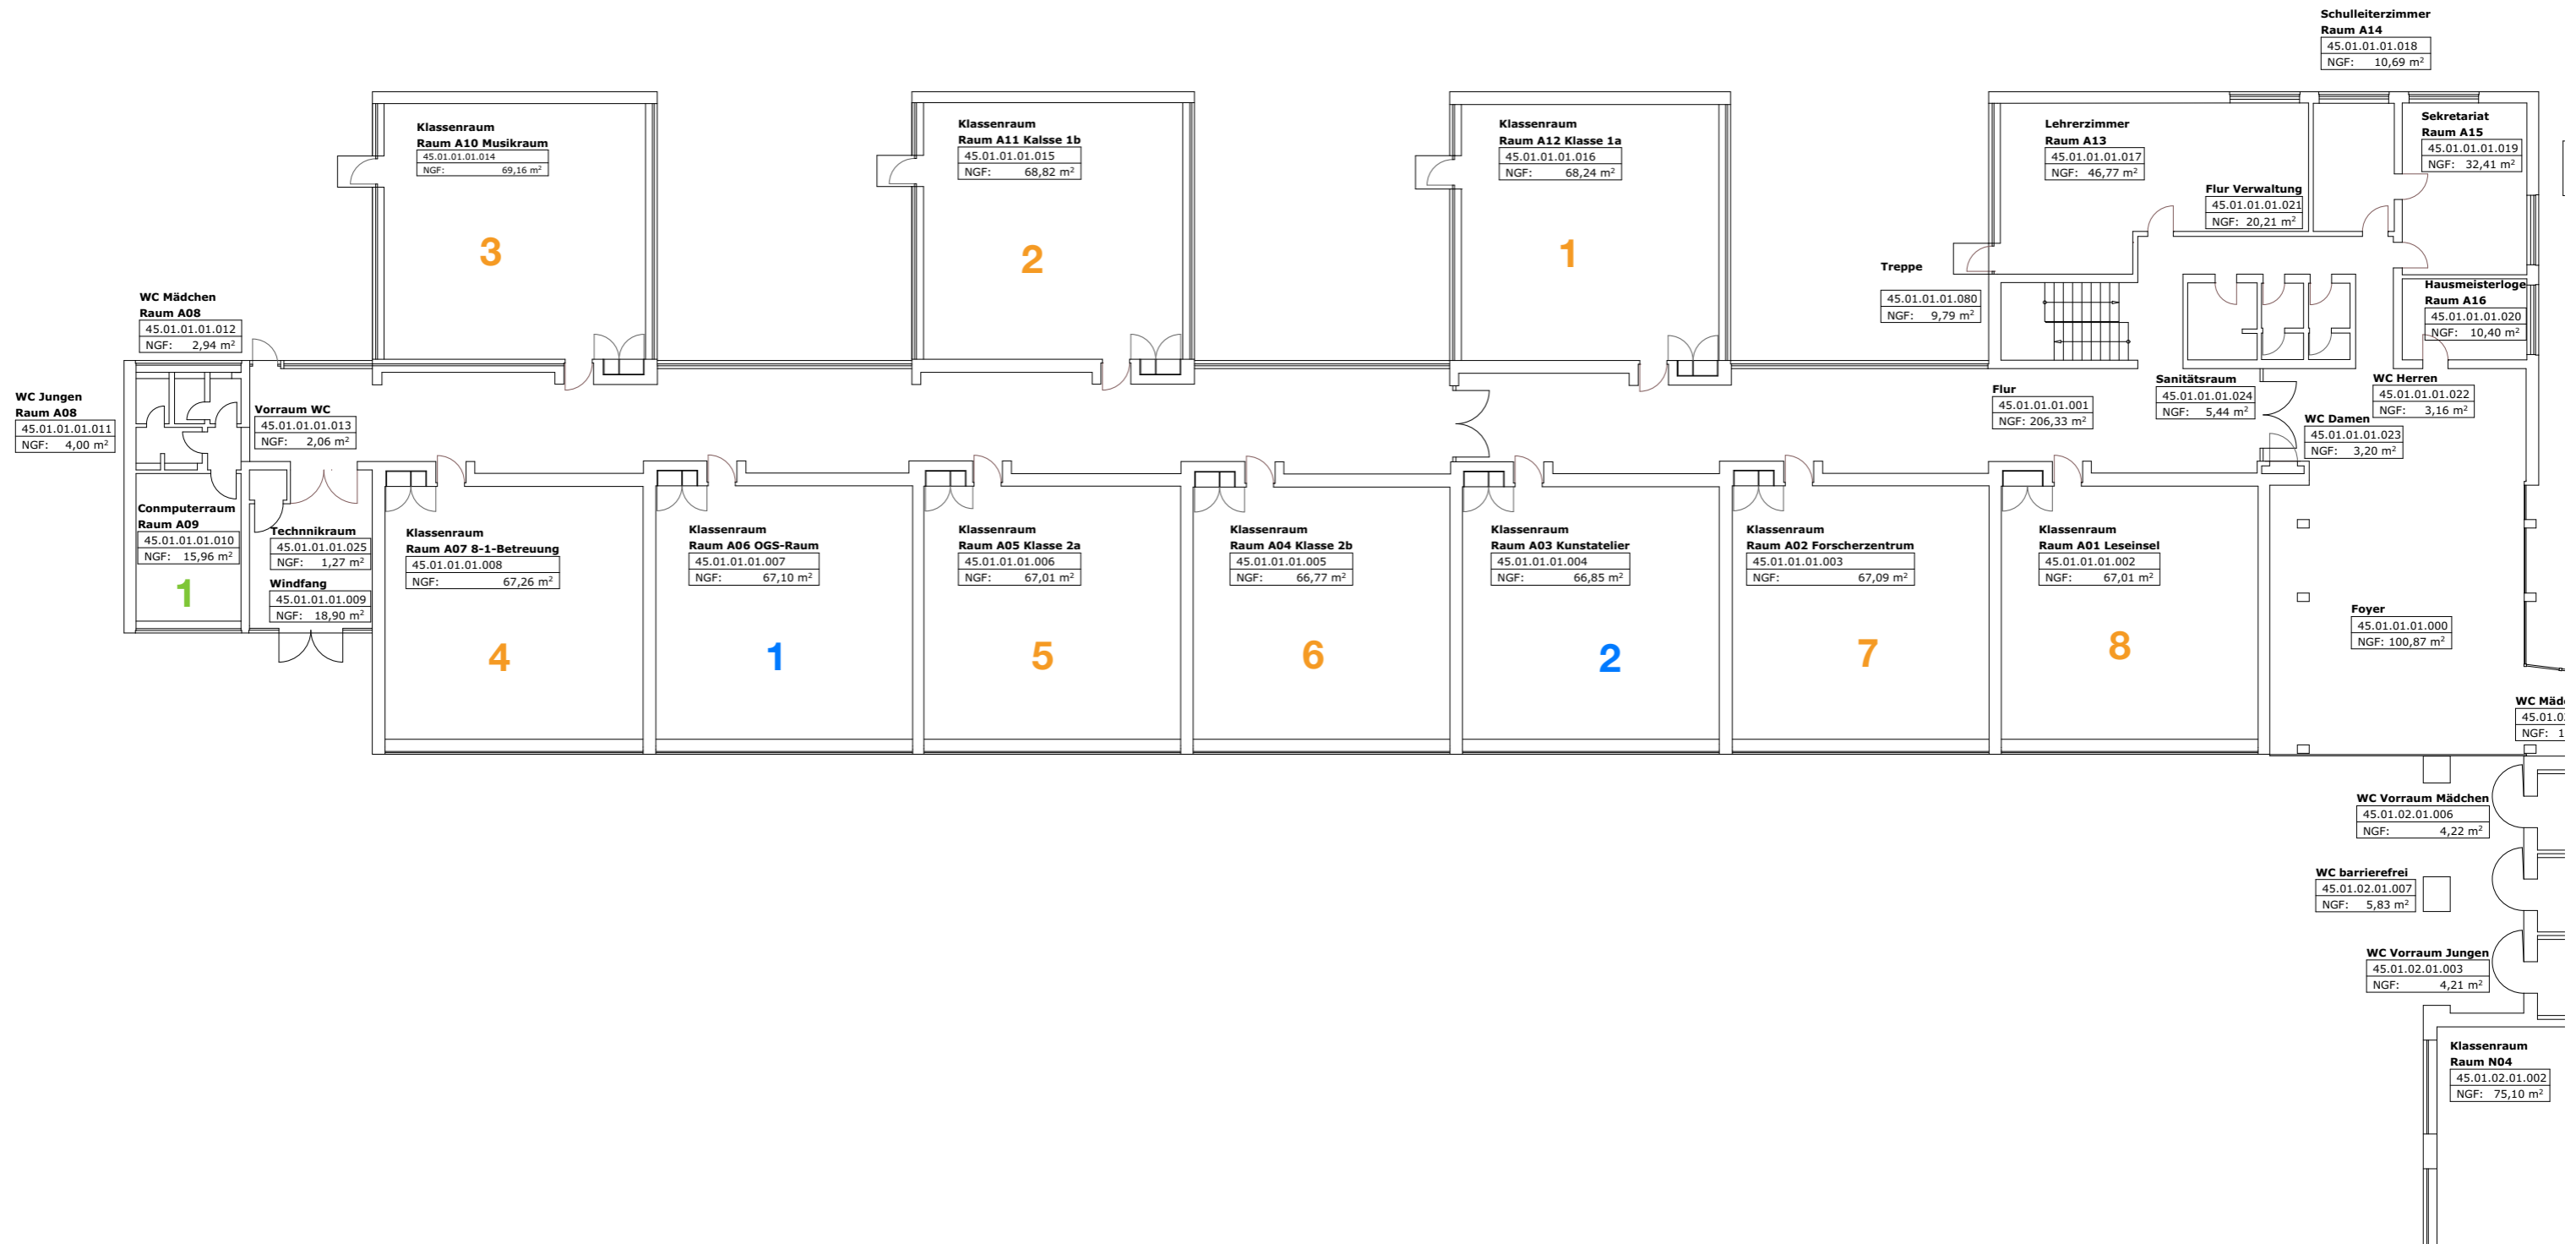 Schulleiterzimmer
Raum A14
45.01.01.01.018
NGF: 10,69 m²
Klassenraum
Raum A10 Musikraum
45.01.01.01.014
NGF: 69,16 m²
3
Klassenraum
Raum A11 Kalsse 1b
45.01.01.01.015
NGF: 68,82 m²
2
Klassenraum
Raum A12 Klasse 1a
45.01.01.01.016
NGF: 68,24 m²
1
Lehrerzimmer
Raum A13
45.01.01.01.017
NGF: 46,77 m²
Sekretariat
Raum A15
45.01.01.01.019
NGF: 32,41 m²
Flur Verwaltung
45.01.01.01.021
NGF: 20,21 m²
Treppe
45.01.01.01.080
NGF: 9,79 m²
Hausmeisterloge
Raum A16
45.01.01.01.020
NGF: 10,40 m²
WC Mädchen
Raum A08
45.01.01.01.012
NGF: 2,94 m²
WC Jungen
Raum A08
45.01.01.01.011
NGF: 4,00 m²
Vorraum WC
45.01.01.01.013
NGF: 2,06 m²
Flur
45.01.01.01.001
NGF: 206,33 m²
Sanitätsraum
45.01.01.01.024
NGF: 5,44 m²
WC Herren
45.01.01.01.022
NGF: 3,16 m²
WC Damen
45.01.01.01.023
NGF: 3,20 m²
Conmputerraum
Raum A09
45.01.01.01.010
NGF: 15,96 m²
1
Technnikraum
45.01.01.01.025
NGF: 1,27 m²
Windfang
45.01.01.01.009
NGF: 18,90 m²
Klassenraum
Raum A07 8-1-Betreuung
45.01.01.01.008
NGF: 67,26 m²
4
Klassenraum
Raum A06 OGS-Raum
45.01.01.01.007
NGF: 67,10 m²
1
Klassenraum
Raum A05 Klasse 2a
45.01.01.01.006
NGF: 67,01 m²
5
Klassenraum
Raum A04 Klasse 2b
45.01.01.01.005
NGF: 66,77 m²
6
Klassenraum
Raum A03 Kunstatelier
45.01.01.01.004
NGF: 66,85 m²
2
Klassenraum
Raum A02 Forscherzentrum
45.01.01.01.003
NGF: 67,09 m²
7
Klassenraum
Raum A01 Leseinsel
45.01.01.01.002
NGF: 67,01 m²
8
Foyer
45.01.01.01.000
NGF: 100,87 m²
WC Mäd
45.01.0
NGF: 1
WC Vorraum Mädchen
45.01.02.01.006
NGF: 4,22 m²
WC barrierefrei
45.01.02.01.007
NGF: 5,83 m²
WC Vorraum Jungen
45.01.02.01.003
NGF: 4,21 m²
Klassenraum
Raum N04
45.01.02.01.002
NGF: 75,10 m²